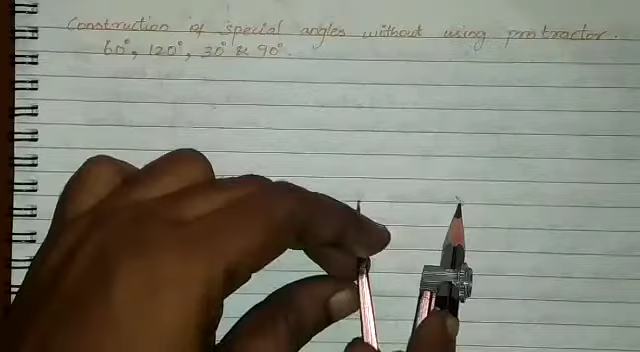 Construction of special angles without using protractor.
60°, 120°, 30° & 90°.